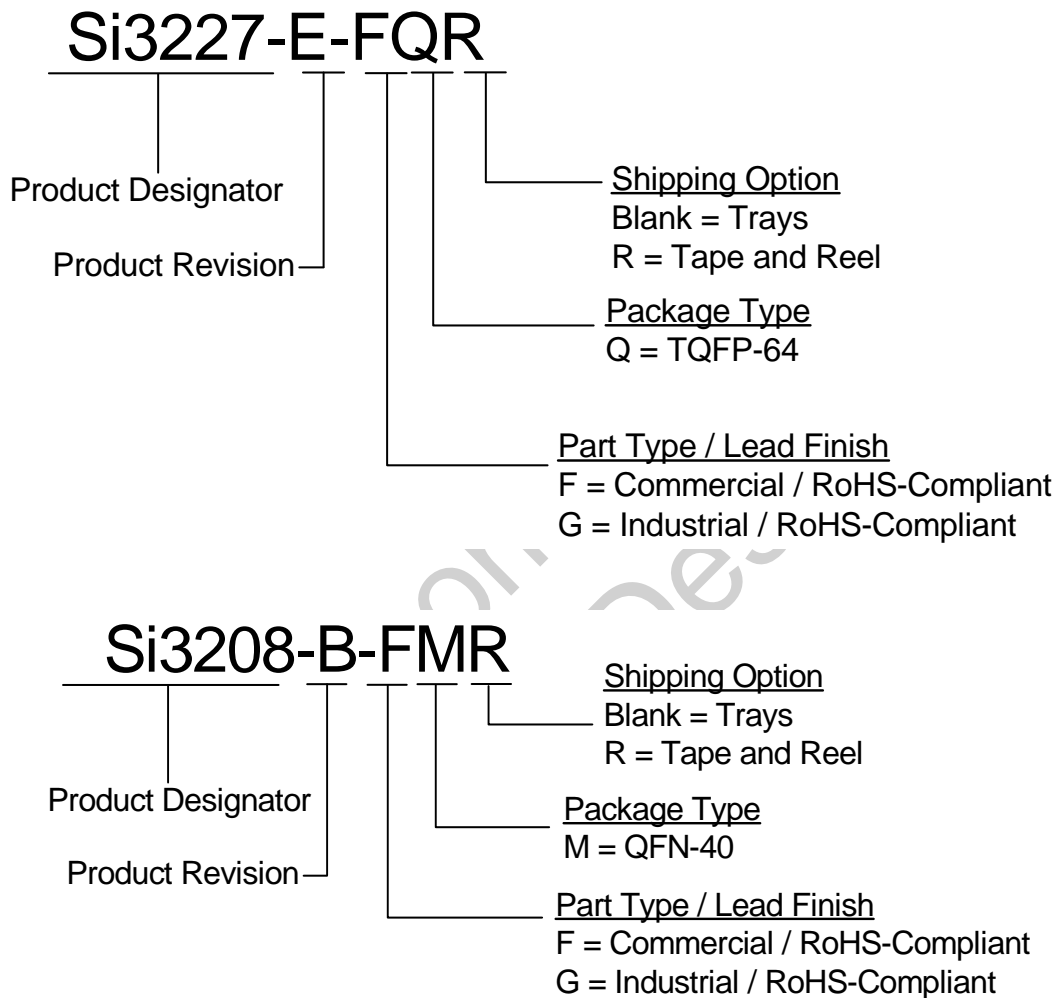 Si3227-E-FQR
Product Designator
Product Revision
Shipping Option
Blank = Trays
R = Tape and Reel
Package Type
Q = TQFP-64
Part Type / Lead Finish
F = Commercial / RoHS-Compliant
G = Industrial / RoHS-Compliant
Si3208-B-FMR
Product Designator
Product Revision
Shipping Option
Blank = Trays
R = Tape and Reel
Package Type
M = QFN-40
Part Type / Lead Finish
F = Commercial / RoHS-Compliant
G = Industrial / RoHS-Compliant